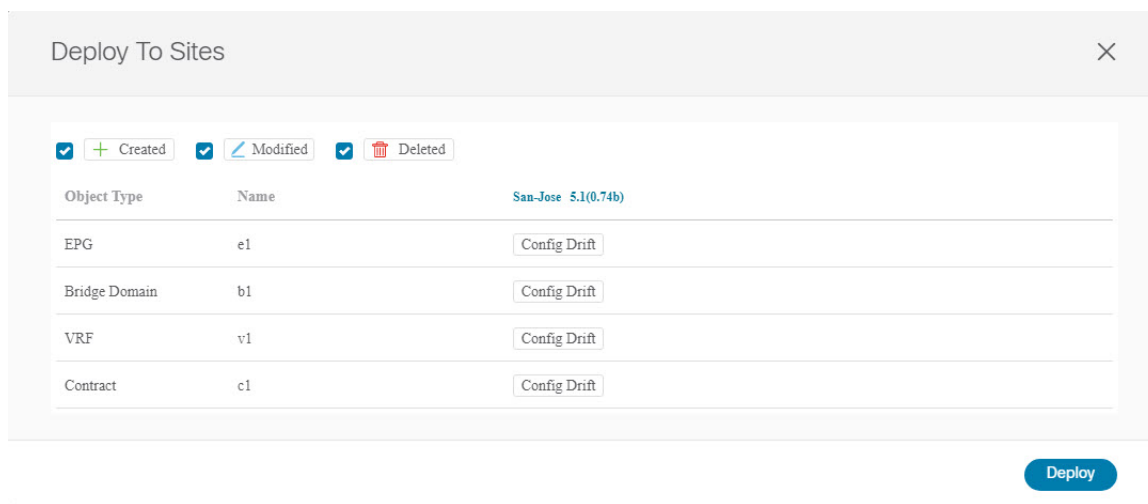 Deploy To Sites
Created Modified Deleted
Object Type Name San-Jose 5.1(0.74b)
EPG e1 Config Drift
Bridge Domain b1 Config Drift
VRF v1 Config Drift
Contract c1 Config Drift
Deploy